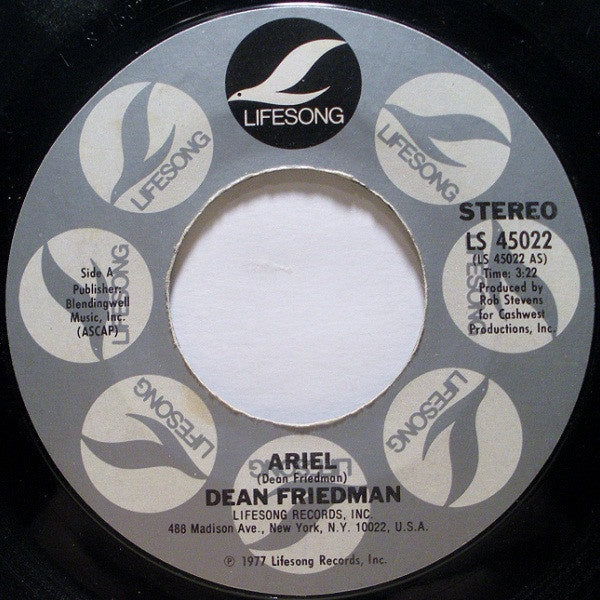 LIFESONG
LIFESONG
LIFESONG
LIFESONG
LIFESONG
LIFESONG
LIFESONG
LIFESONG
Side A
Publisher:
Blendingwell
Music, Inc.
(ASCAP)
STEREO
LS 45022
(LS 45022 AS)
Time: 3:22
Produced by
Rob Stevens
for Cashwest
Productions, Inc.
ARIEL
(Dean Friedman)
DEAN FRIEDMAN
LIFESONG RECORDS, INC.
488 Madison Ave., New York, N.Y. 10022, U.S.A.
℗ 1977 Lifesong Records, Inc.